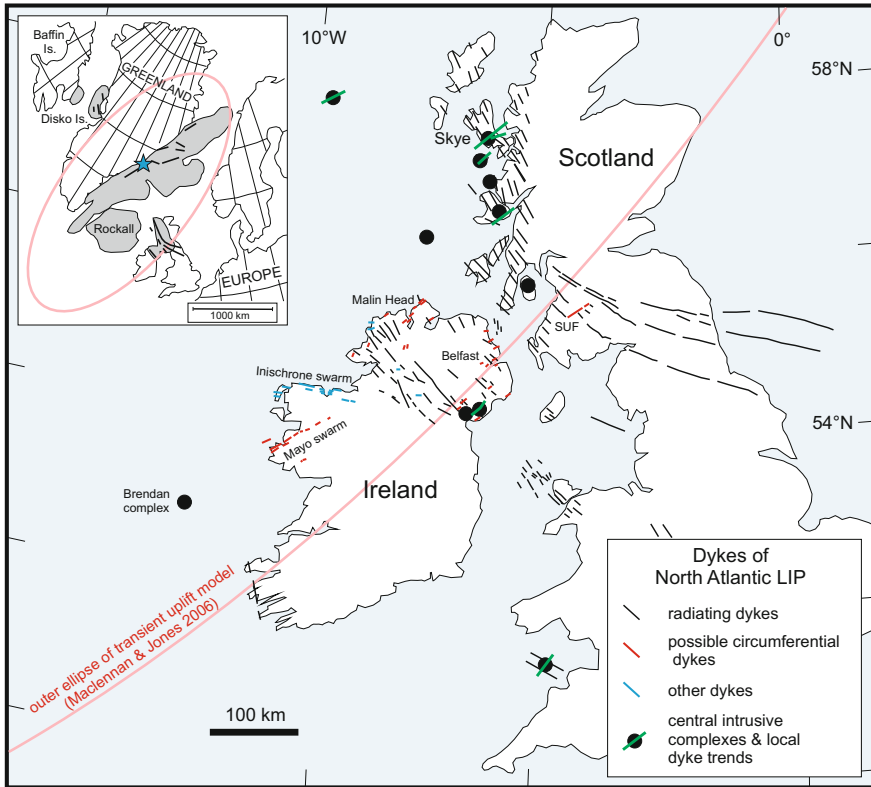 Baffin
Is.
GREENLAND
Disko Is.
Rockall
EUROPE
1000 km
10°W
0°
58°N
Skye
Scotland
Malin Head
SUF
Belfast
Inischrone swarm
54°N
Mayo swarm
Ireland
Brendan
complex
outer ellipse of transient uplift model
(Maclennan & Jones 2006)
100 km
Dykes of
North Atlantic LIP
radiating dykes
possible circumferential
dykes
other dykes
central intrusive
complexes & local
dyke trends